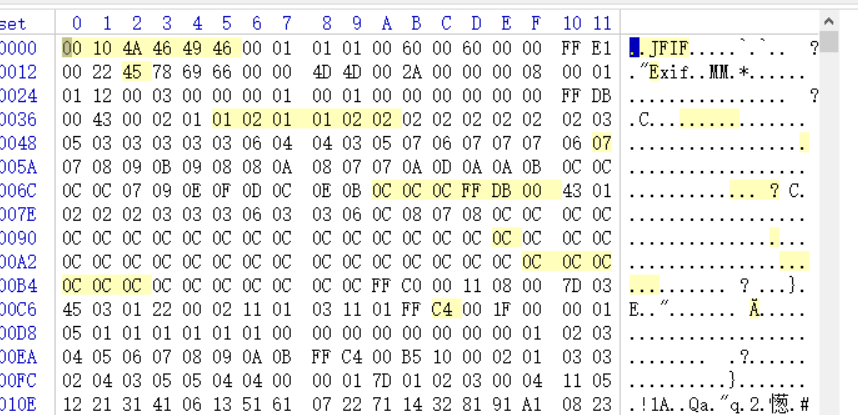 set 0 1 2 3 4 5 6 7 8 9 A B C D E F 10 11
0000 00 10 4A 46 49 46 00 01 01 01 00 60 00 60 00 00 FF E1 ..JFIF.....`.`.. ?
0012 00 22 45 78 69 66 00 00 4D 4D 00 2A 00 00 00 08 00 01 ."Exif..MM.*......
0024 01 12 00 03 00 00 00 01 00 01 00 00 00 00 00 00 FF DB ................ ?
0036 00 43 00 02 01 01 02 01 01 02 02 02 02 02 02 02 02 03 .C................
0048 05 03 03 03 03 03 06 04 04 03 05 07 06 07 07 07 06 07 ..................
005A 07 08 09 0B 09 08 08 0A 08 07 07 0A 0D 0A 0A 0B 0C 0C ..................
006C 0C 0C 07 09 0E 0F 0D 0C 0E 0B 0C 0C 0C FF DB 00 43 01 ............. ? C.
007E 02 02 02 03 03 03 06 03 03 06 0C 08 07 08 0C 0C 0C 0C ..................
0090 0C 0C 0C 0C 0C 0C 0C 0C 0C 0C 0C 0C 0C 0C 0C 0C 0C 0C ..................
00A2 0C 0C 0C 0C 0C 0C 0C 0C 0C 0C 0C 0C 0C 0C 0C 0C 0C 0C ..................
00B4 0C 0C 0C 0C 0C 0C 0C 0C 0C 0C FF C0 00 11 08 00 7D 03 .......... ? ...}.
00C6 45 03 01 22 00 02 11 01 03 11 01 FF C4 00 1F 00 00 01 E.."....... Ä.....
00D8 05 01 01 01 01 01 01 00 00 00 00 00 00 00 00 01 02 03 ..................
00EA 04 05 06 07 08 09 0A 0B FF C4 00 B5 10 00 02 01 03 03 ........ .?.......
00FC 02 04 03 05 05 04 04 00 00 01 7D 01 02 03 00 04 11 05 ..........}.......
010E 12 21 31 41 06 13 51 61 07 22 71 14 32 81 91 A1 08 23 .!1A..Qa."q.2. #